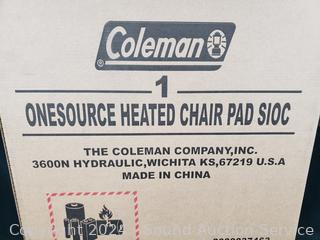 Coleman
1
ONESOURCE HEATED CHAIR PAD SIOC
THE COLEMAN COMPANY,INC.
3600N HYDRAULIC,WICHITA KS,67219 U.S.A
MADE IN CHINA
Copyright 2024 Sound Auction Service